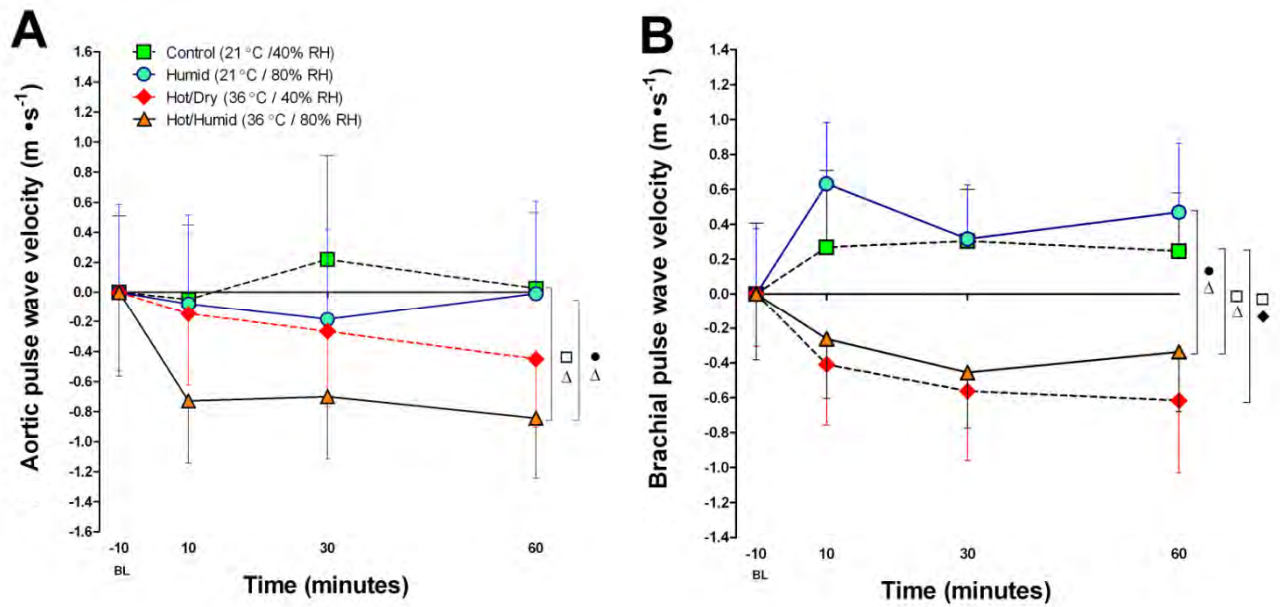 A
Aortic pulse wave velocity (m •s⁻¹)
1.6
1.4
1.2
1.0
0.8
0.6
0.4
0.2
0.0
-0.2
-0.4
-0.6
-0.8
-1.0
-1.2
-1.4
-1.6
Control (21 °C /40% RH)
Humid (21 °C / 80% RH)
Hot/Dry (36 °C / 40% RH)
Hot/Humid (36 °C / 80% RH)
-10 10 30 60
BL
Time (minutes)
B
Brachial pulse wave velocity (m •s⁻¹)
1.4
1.2
1.0
0.8
0.6
0.4
0.2
0.0
-0.2
-0.4
-0.6
-0.8
-1.0
-1.2
-1.4
-10 10 30 60
BL
Time (minutes)